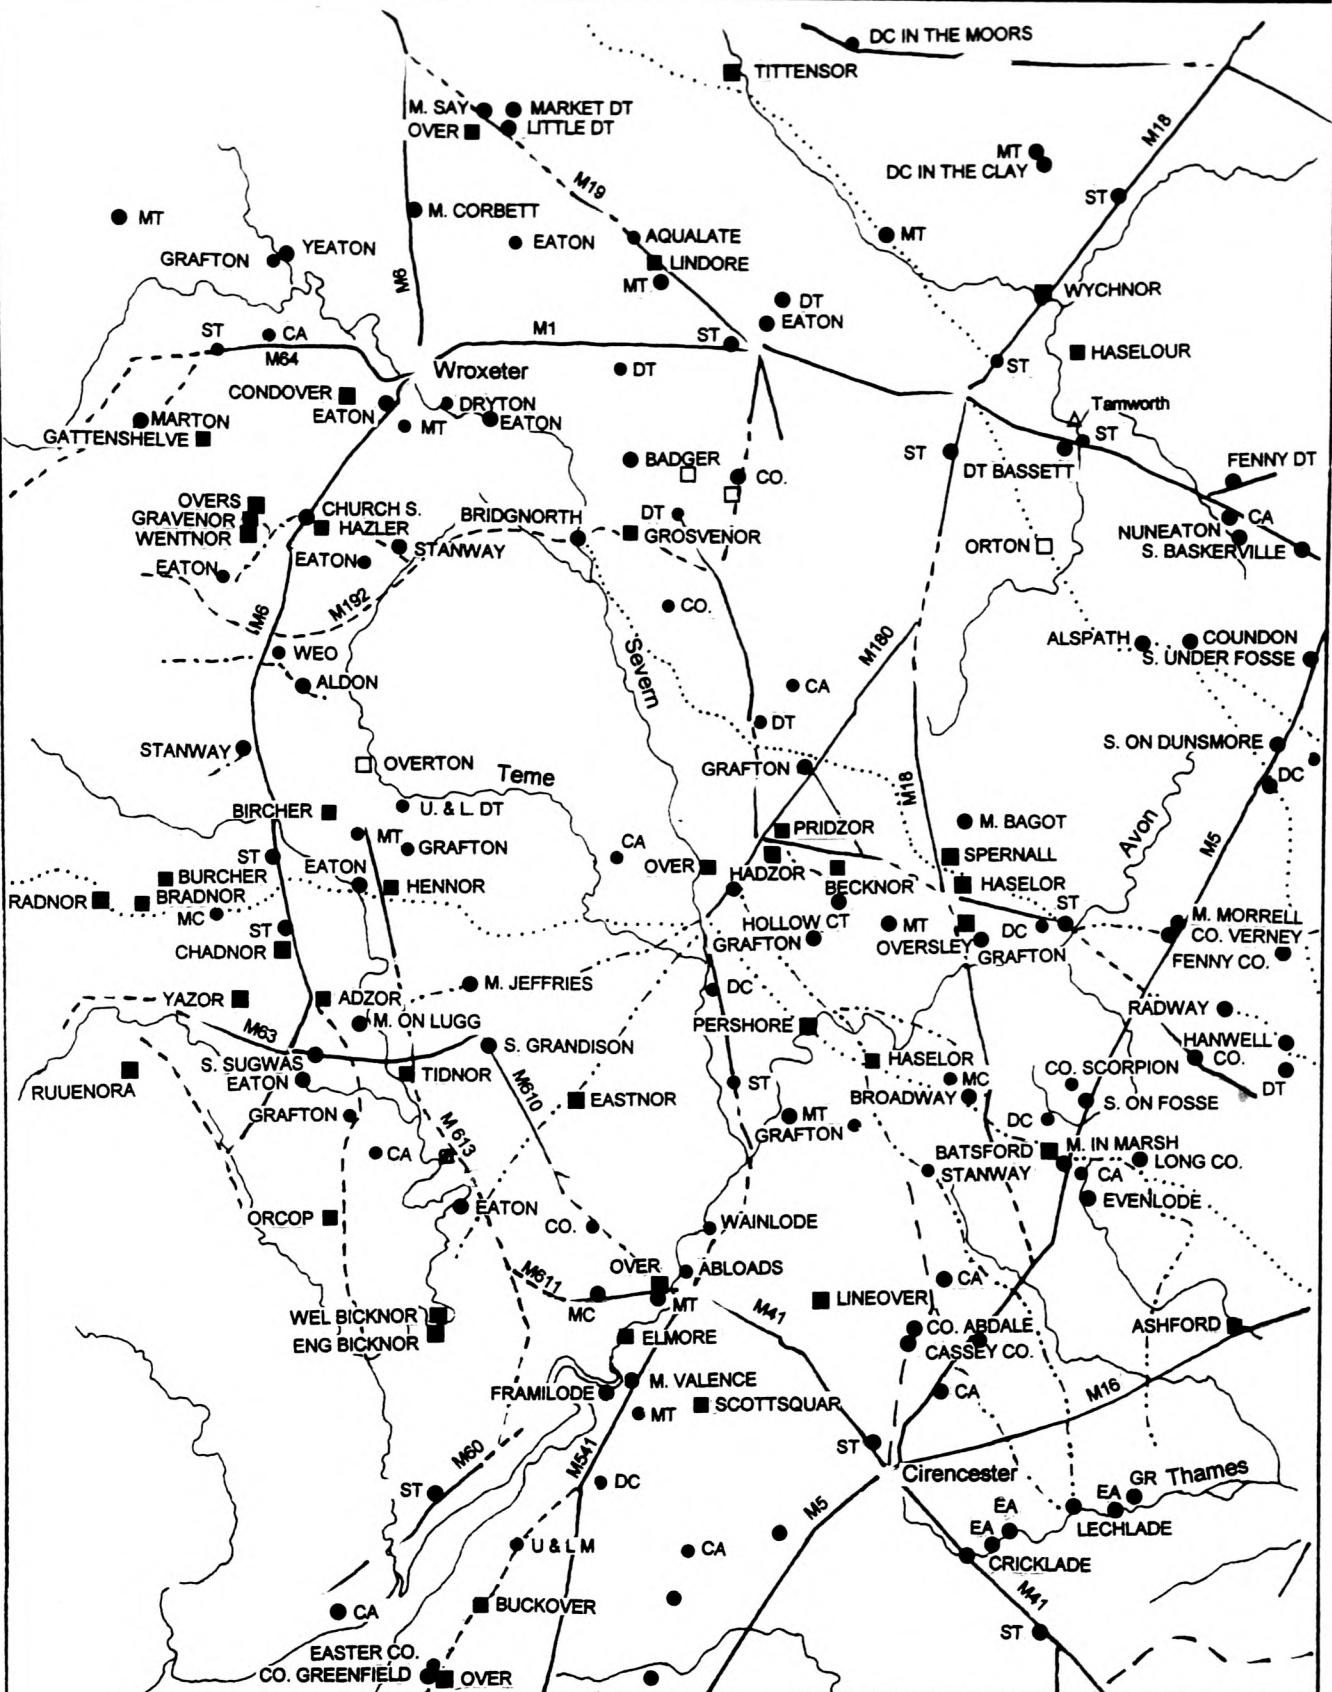 DC IN THE MOORS
TITTENSOR
M. SAY
MARKET DT
OVER
LITTLE DT
M18
MT
DC IN THE CLAY
M19
ST
MT
M. CORBETT
YEATON
GRAFTON
EATON
AQUALATE
MT
LINDORE
MT
M6
WYCHNOR
DT
EATON
ST
CA
M64
M1
ST
HASELOUR
Wroxeter
DT
ST
CONDOVER
EATON
DRYTON
Tamworth
MARTON
MT
EATON
ST
GATTENSHELVE
ST
DT BASSETT
BADGER
CO.
FENNY DT
OVERS
GRAVENOR
WENTNOR
CHURCH S.
HAZLER
BRIDGNORTH
DT
GROSVENOR
CA
NUNEATON
S. BASKERVILLE
STANWAY
ORTON
EATON
EATON
M192
M6
CO.
M180
ALSPATH
COUNDON
S. UNDER FOSSE
WEO
Severn
ALDON
CA
DT
STANWAY
S. ON DUNSMORE
OVERTON
Teme
GRAFTON
DC
M18
BIRCHER
U. & L. DT
M. BAGOT
Avon
M5
MT
PRIDZOR
GRAFTON
CA
ST
EATON
OVER
HADZOR
SPERNALL
BURCHER
HENNOR
BECKNOR
HASELOR
RADNOR
BRADNOR
MC
ST
HOLLOW CT
MT
DC
ST
M. MORRELL
CO. VERNEY
CHADNOR
GRAFTON
OVERSLEY
GRAFTON
FENNY CO.
M. JEFFRIES
DC
YAZOR
ADZOR
RADWAY
M. ON LUGG
PERSHORE
M63
HANWELL
S. GRANDISON
S. SUGWAS
HASELOR
CO.
EATON
TIDNOR
CO. SCORPION
RUUENORA
M610
ST
MC
DT
EASTNOR
BROADWAY
S. ON FOSSE
GRAFTON
MT
GRAFTON
DC
M 613
M. IN MARSH
BATSFORD
CA
STANWAY
LONG CO.
CA
EVENLODE
EATON
ORCOP
CO.
WAINLODE
OVER
ABLOADS
M611
CA
MC
MT
M41
LINEOVER
WEL BICKNOR
ENG BICKNOR
CO. ABDALE
ASHFORD
ELMORE
CASSEY CO.
M. VALENCE
FRAMILODE
CA
M16
SCOTTSQUAR
MT
ST
M60
M541
Cirencester
DC
GR
Thames
ST
EA
EA
M5
EA
LECHLADE
U & L M
CA
CRICKLADE
M41
BUCKOVER
CA
ST
EASTER CO.
CO. GREENFIELD
OVER